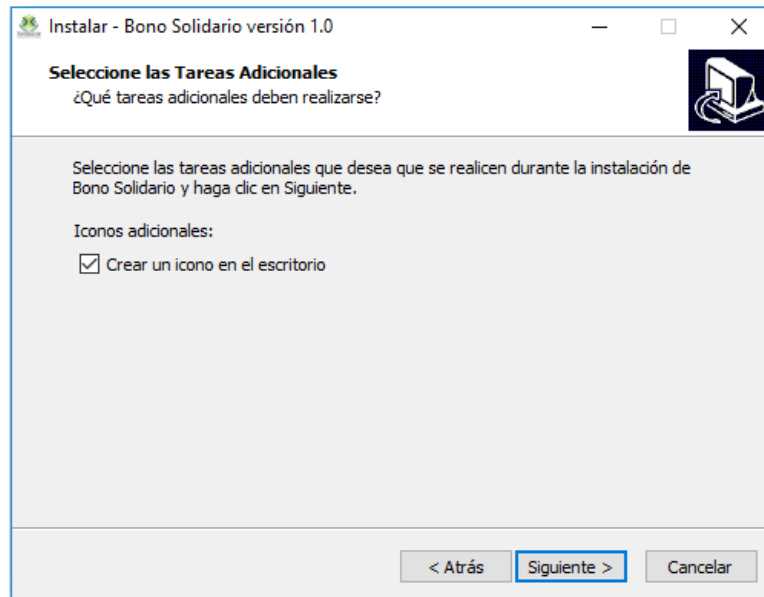 Instalar - Bono Solidario versión 1.0
Seleccione las Tareas Adicionales
¿Qué tareas adicionales deben realizarse?
Seleccione las tareas adicionales que desea que se realicen durante la instalación de
Bono Solidario y haga clic en Siguiente.
Iconos adicionales:
Crear un icono en el escritorio
< Atrás
Siguiente >
Cancelar